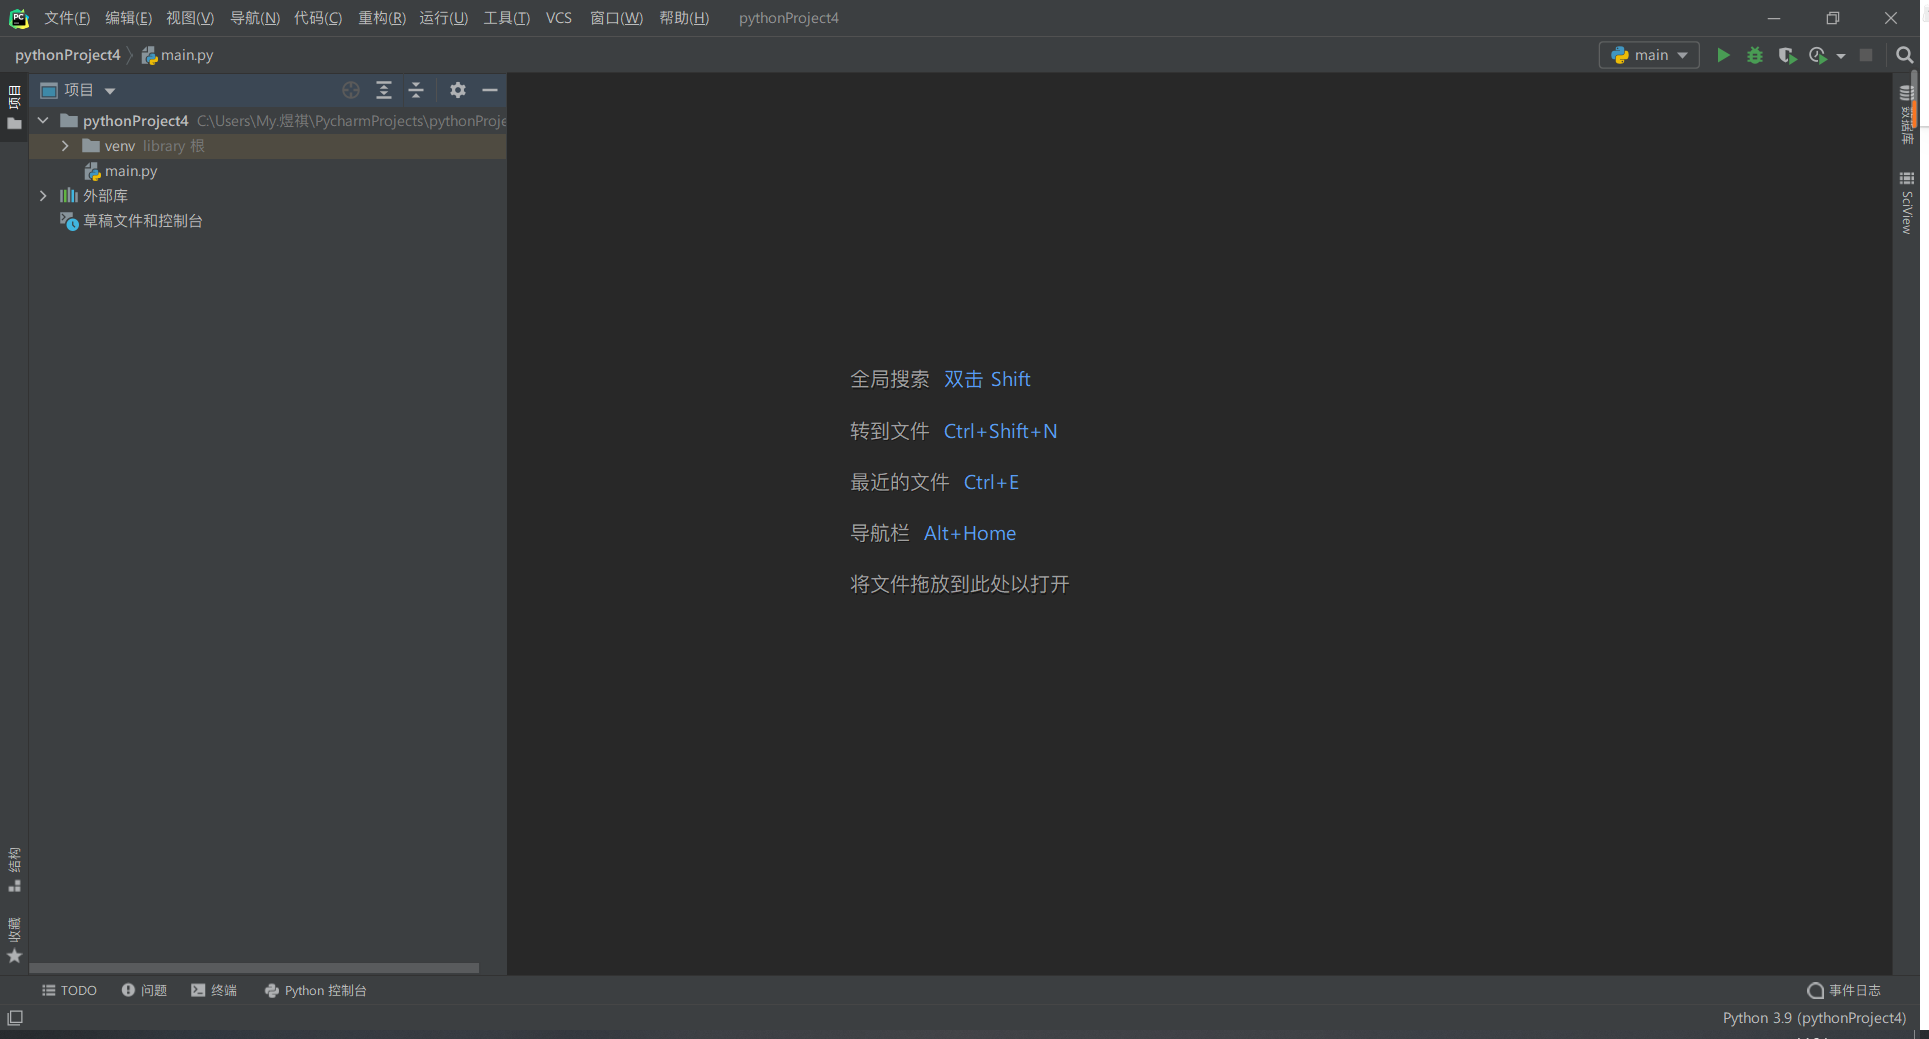 PC 文件(F) 编辑(E) 视图(V) 导航(N) 代码(C) 重构(R) 运行(U) 工具(T) VCS 窗口(W) 帮助(H) pythonProject4
pythonProject4 main.py main
项目
项目
pythonProject4 C:\Users\My.煜祺\PycharmProjects\pythonProje
venv library 根
main.py
外部库
草稿文件和控制台
数据库
SciView
全局搜索 双击 Shift
转到文件 Ctrl+Shift+N
最近的文件 Ctrl+E
导航栏 Alt+Home
将文件拖放到此处以打开
结构
收藏
TODO 问题 终端 Python 控制台 事件日志
Python 3.9 (pythonProject4)